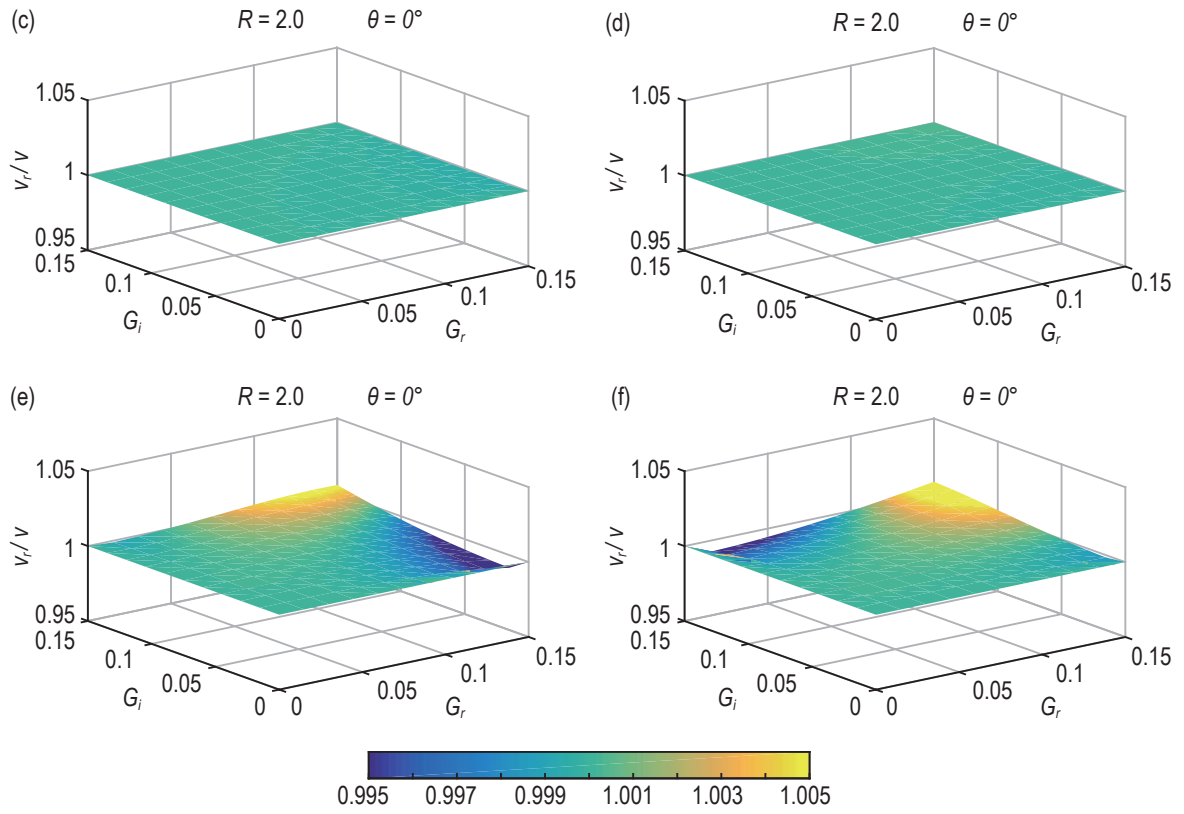 (c) R = 2.0 θ = 0° (d) R = 2.0 θ = 0°
1.05 1.05
v_r / v 1 v_r / v 1
0.95 0.95
0.15 0.15 0.15 0.15
0.1 0.1 0.1 0.1
0.05 0.05 0.05 0.05
G_i 0 0 G_r G_i 0 0 G_r
(e) R = 2.0 θ = 0° (f) R = 2.0 θ = 0°
1.05 1.05
v_r / v 1 v_r / v 1
0.95 0.95
0.15 0.15 0.15 0.15
0.1 0.1 0.1 0.1
0.05 0.05 0.05 0.05
G_i 0 0 G_r G_i 0 0 G_r
0.995 0.997 0.999 1.001 1.003 1.005